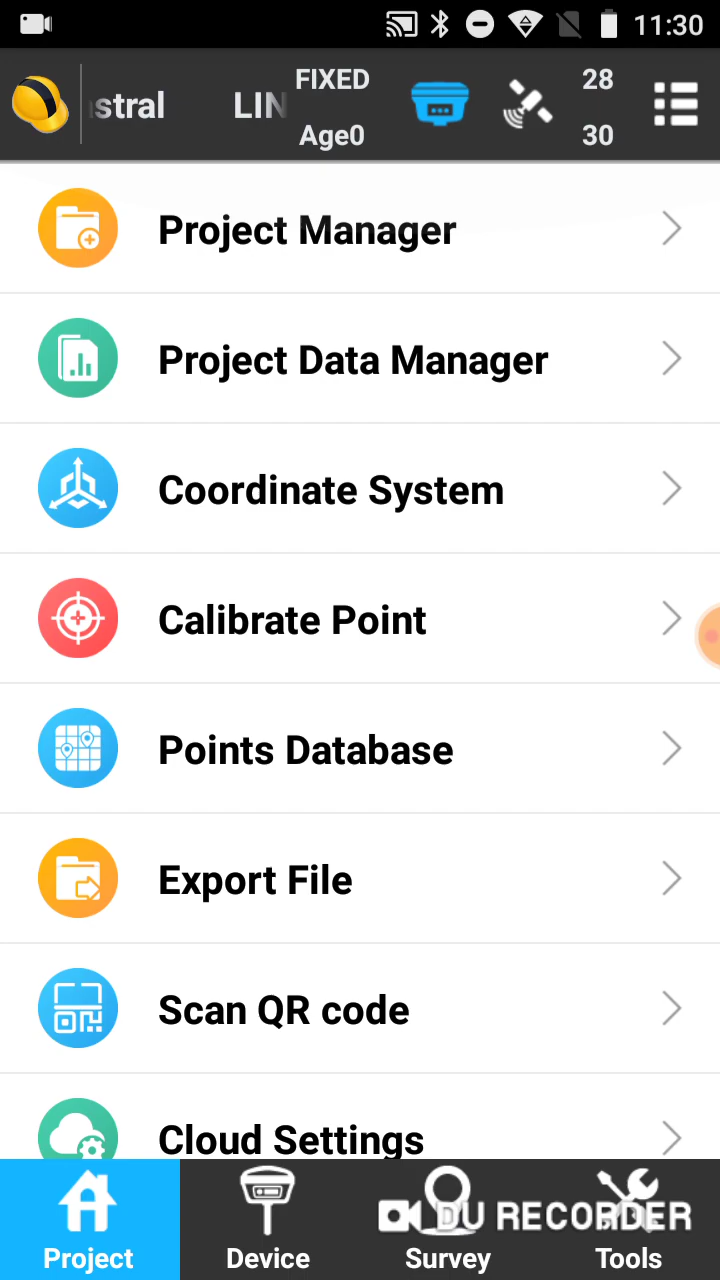 11:30
stral LIN
FIXED
Age0
28
30
Project Manager
Project Data Manager
Coordinate System
Calibrate Point
Points Database
Export File
Scan QR code
Cloud Settings
DU RECORDER
Project
Device
Survey
Tools